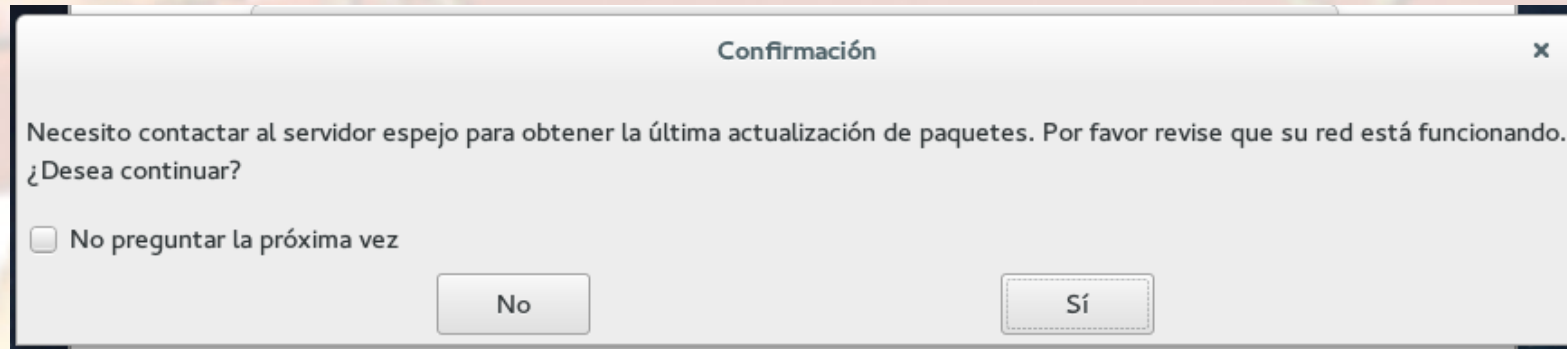 Confirmación
Necesito contactar al servidor espejo para obtener la última actualización de paquetes. Por favor revise que su red está funcionando.
¿Desea continuar?
No preguntar la próxima vez
No
Sí